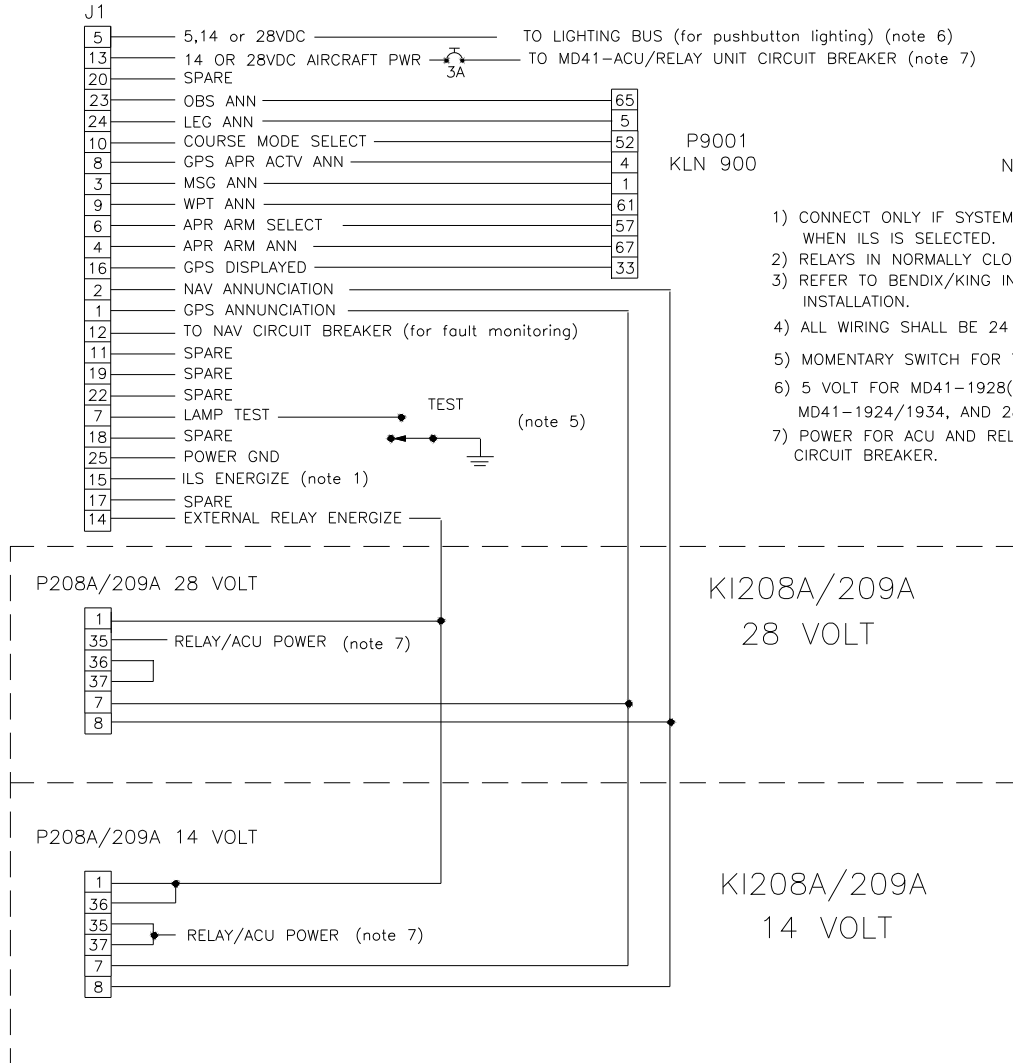 J1
5 5,14 or 28VDC TO LIGHTING BUS (for pushbutton lighting) (note 6)
13 14 OR 28VDC AIRCRAFT PWR 3A TO MD41-ACU/RELAY UNIT CIRCUIT BREAKER (note 7)
20 SPARE
23 OBS ANN 65
24 LEG ANN 5
10 COURSE MODE SELECT 52
8 GPS APR ACTV ANN 4
3 MSG ANN 1
9 WPT ANN 61
6 APR ARM SELECT 57
4 APR ARM ANN 67
16 GPS DISPLAYED 33
P9001
KLN 900
2 NAV ANNUNCIATION
1 GPS ANNUNCIATION
12 TO NAV CIRCUIT BREAKER (for fault monitoring)
11 SPARE
19 SPARE
22 SPARE
7 LAMP TEST TEST (note 5)
18 SPARE
25 POWER GND
15 ILS ENERGIZE (note 1)
17 SPARE
14 EXTERNAL RELAY ENERGIZE
N
1) CONNECT ONLY IF SYSTEM
WHEN ILS IS SELECTED.
2) RELAYS IN NORMALLY CLO
3) REFER TO BENDIX/KING IN
INSTALLATION.
4) ALL WIRING SHALL BE 24
5) MOMENTARY SWITCH FOR
6) 5 VOLT FOR MD41-1928(
MD41-1924/1934, AND 2
7) POWER FOR ACU AND REL
CIRCUIT BREAKER.
P208A/209A 28 VOLT
1
35 RELAY/ACU POWER (note 7)
36
37
7
8
KI208A/209A
28 VOLT
P208A/209A 14 VOLT
1
36
35
37
RELAY/ACU POWER (note 7)
7
8
KI208A/209A
14 VOLT